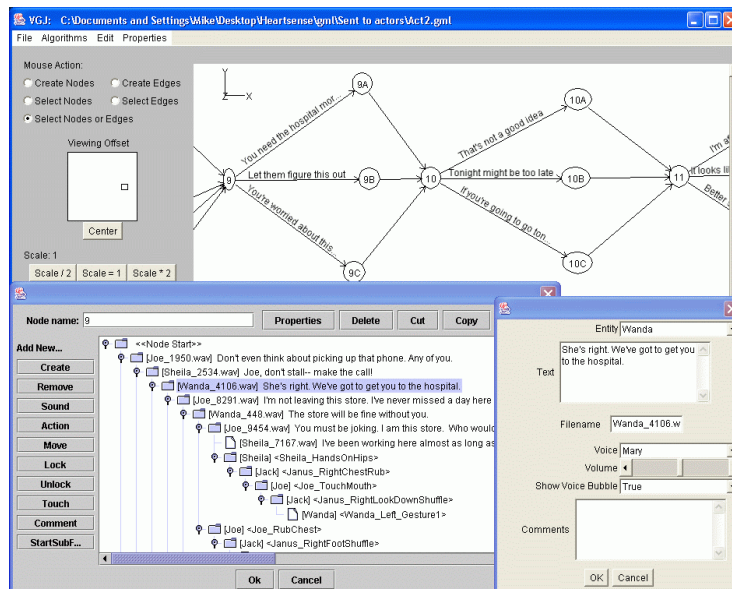 VGJ: C:\Documents and Settings\Mike\Desktop\Heartsense\gml\Sent to actors\Act2.gml
File Algorithms Edit Properties
Mouse Action:
Create Nodes Create Edges
Select Nodes Select Edges
Select Nodes or Edges
Viewing Offset
Center
Scale: 1
Scale / 2 Scale = 1 Scale * 2
Y
Z X
9A
10A
You need the hospital mor...
That's not a good idea
I'm af
9 Let them figure this out 9B 10 Tonight might be too late 10B 11 It looks li
You're worried about this...
If you're going to go ton...
Better
9C
10C
Node name: 9 Properties Delete Cut Copy
Add New...
Create
Remove
Sound
Action
Move
Lock
Unlock
Touch
Comment
StartSubF...
<<Node Start>>
[Joe_1950.wav] Don't even think about picking up that phone. Any of you.
[Sheila_2534.wav] Joe, don't stall-- make the call!
[Wanda_4106.wav] She's right. We've got to get you to the hospital.
[Joe_8291.wav] I'm not leaving this store. I've never missed a day here
[Wanda_448.wav] The store will be fine without you.
[Joe_9454.wav] You must be joking. I am this store. Who would
[Sheila_7167.wav] I've been working here almost as long as
[Sheila] <Sheila_HandsOnHips>
[Jack] <Janus_RightChestRub>
[Joe] <Joe_TouchMouth>
[Jack] <Janus_RightLookDownShuffle>
[Wanda] <Wanda_Left_Gesture1>
[Joe] <Joe_RubChest>
[Jack] <Janus_RightFootShuffle>
Ok Cancel
Entity Wanda
Text
She's right. We've got to get you
to the hospital.
Filename Wanda_4106.w
Voice Mary
Volume
Show Voice Bubble True
Comments
OK Cancel